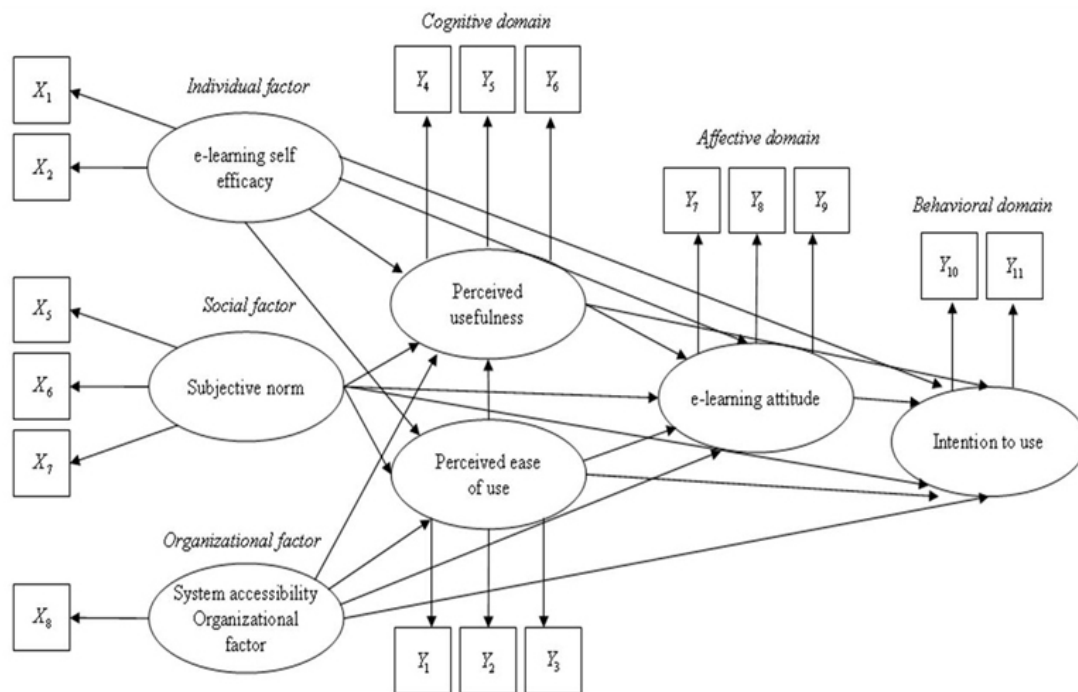 Cognitive domain
Y4
Y5
Y6
X1
Individual factor
X2
e-learning self
efficacy
Affective domain
Y7
Y8
Y9
Behavioral domain
Y10
Y11
X5
Social factor
Perceived
usefulness
X6
Subjective norm
e-learning attitude
X7
Perceived ease
of use
Intention to use
Organizational factor
X8
System accessibility
Organizational
factor
Y1
Y2
Y3